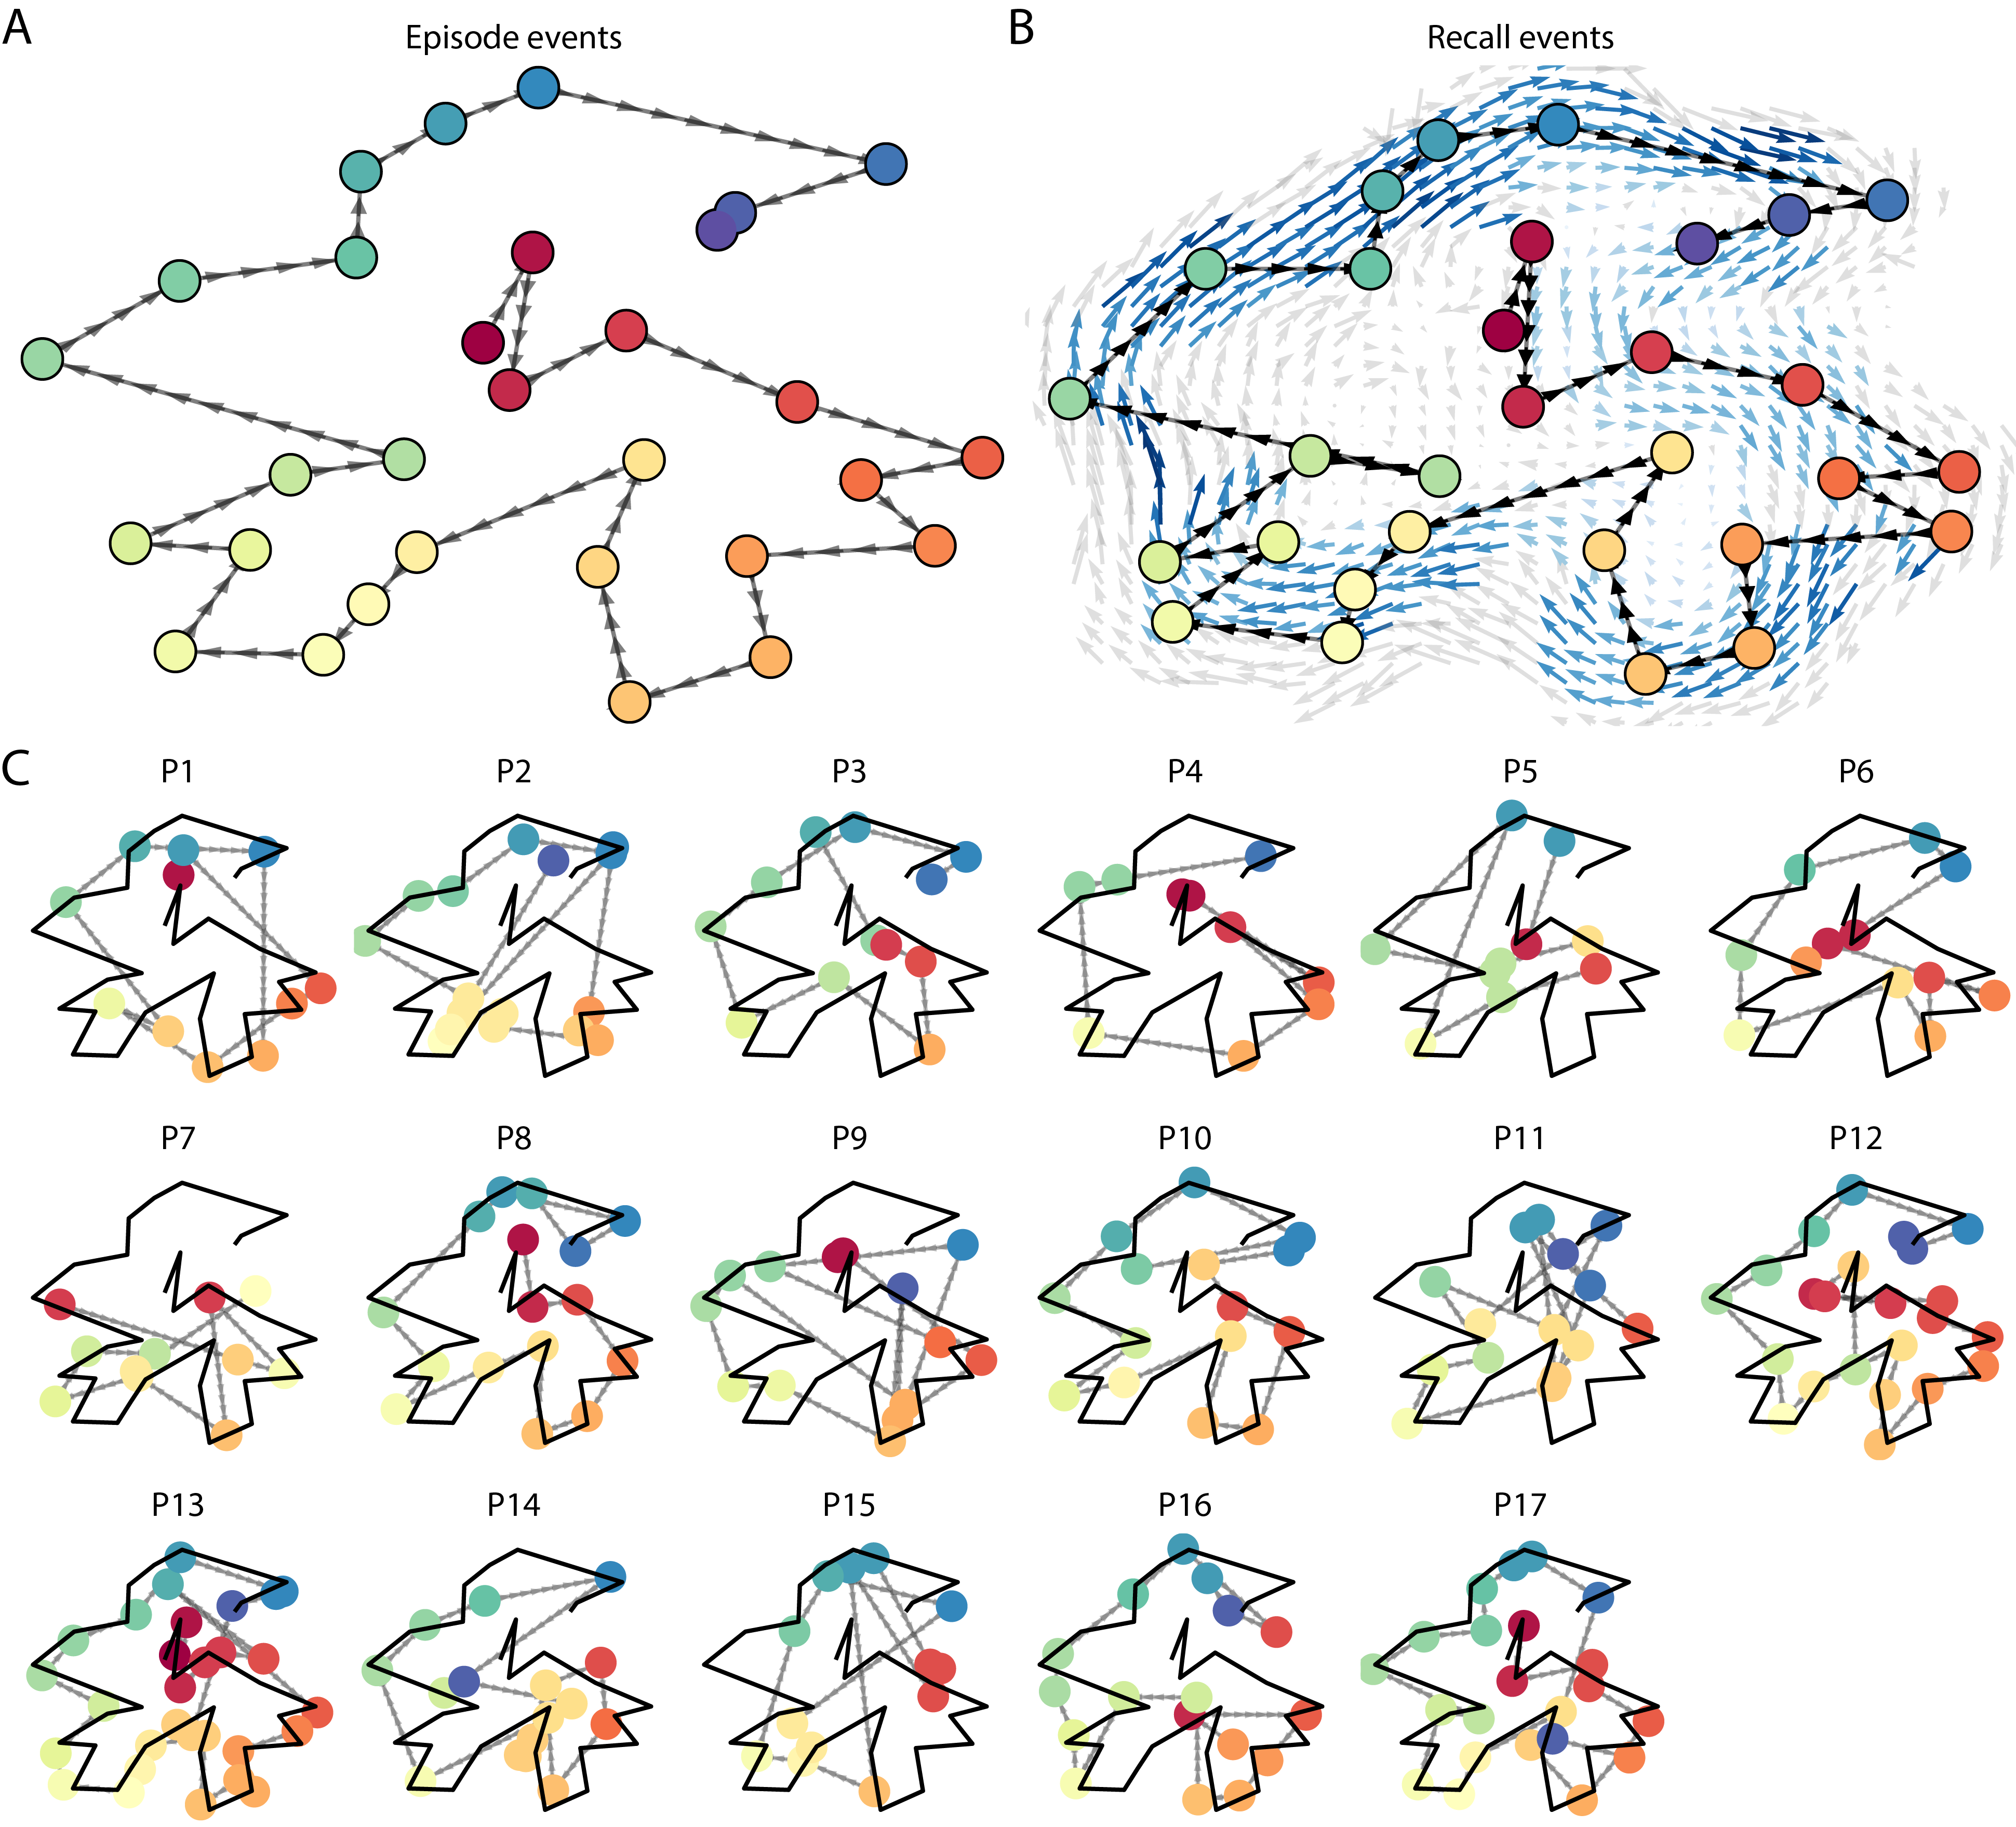 A
Episode events
B
Recall events
C
P1
P2
P3
P4
P5
P6
P7
P8
P9
P10
P11
P12
P13
P14
P15
P16
P17